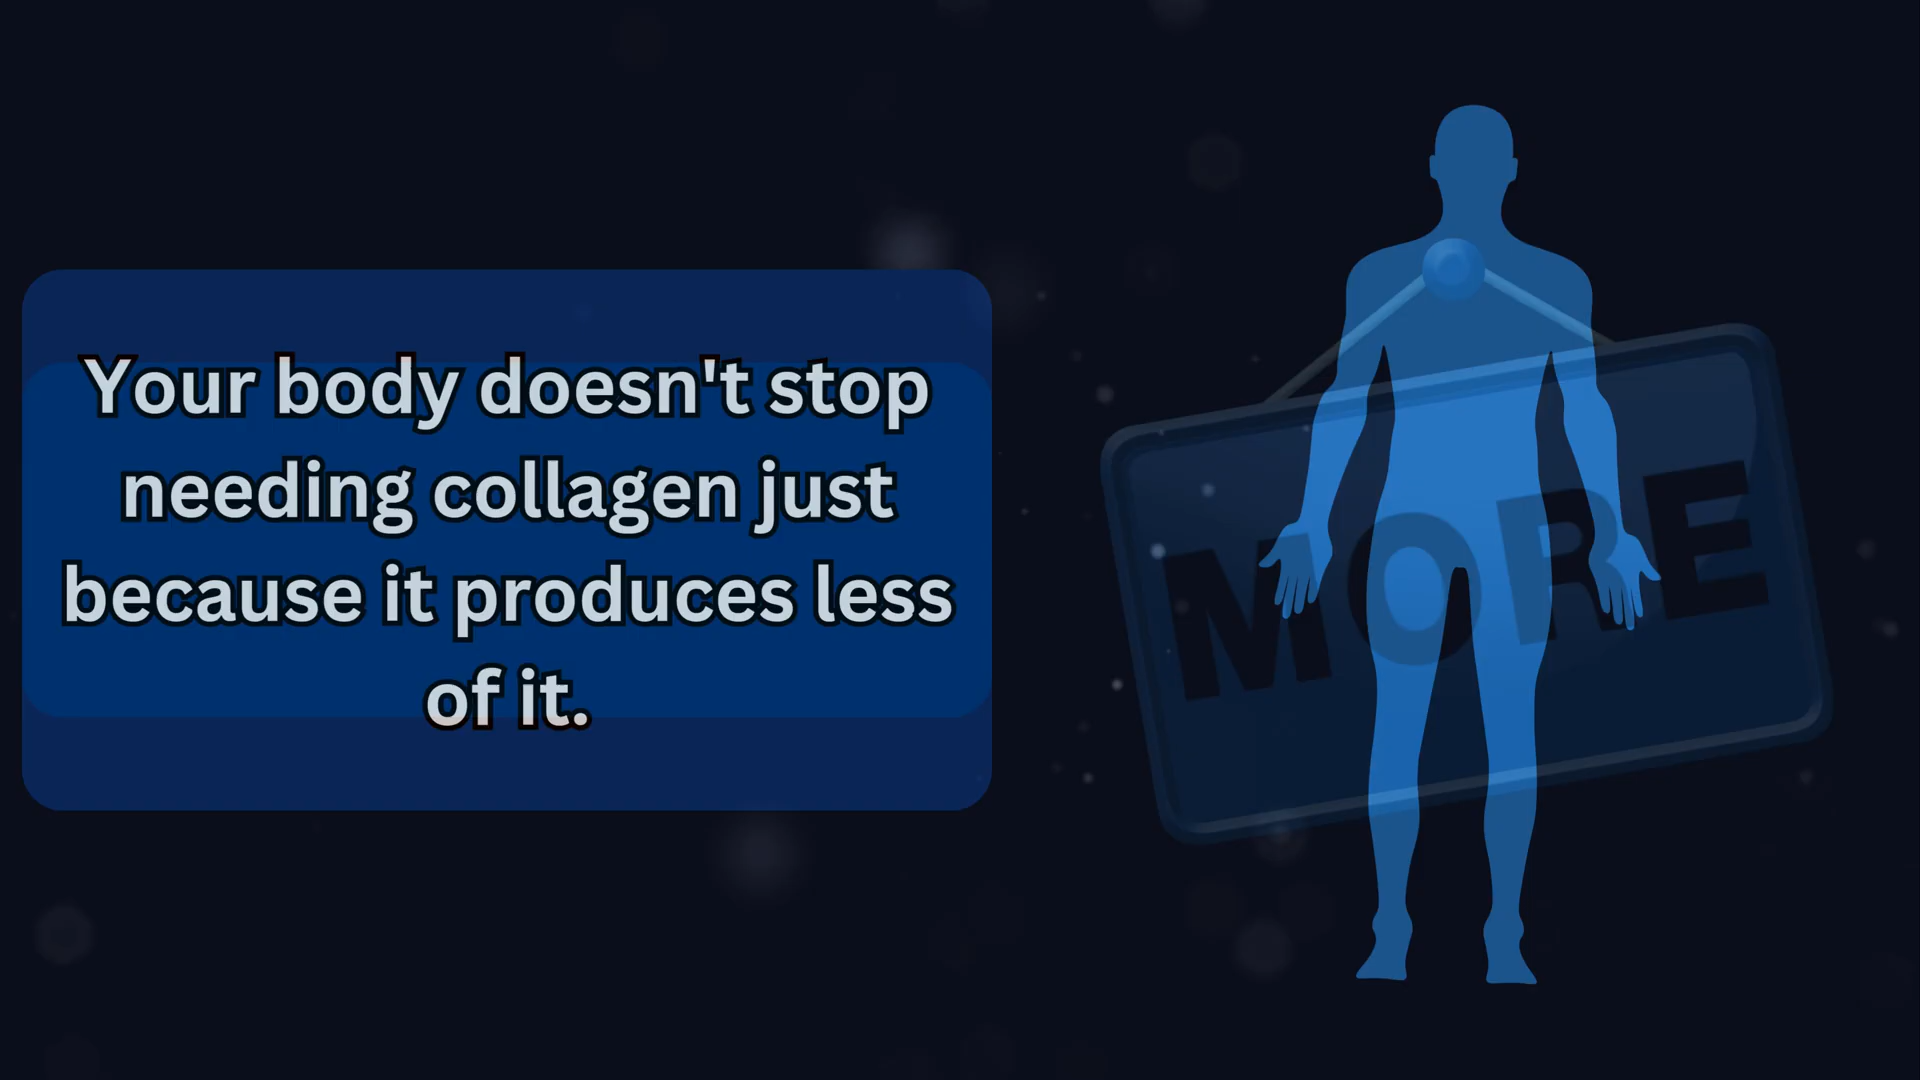 Your body doesn't stop
needing collagen just
because it produces less
of it.
MORE